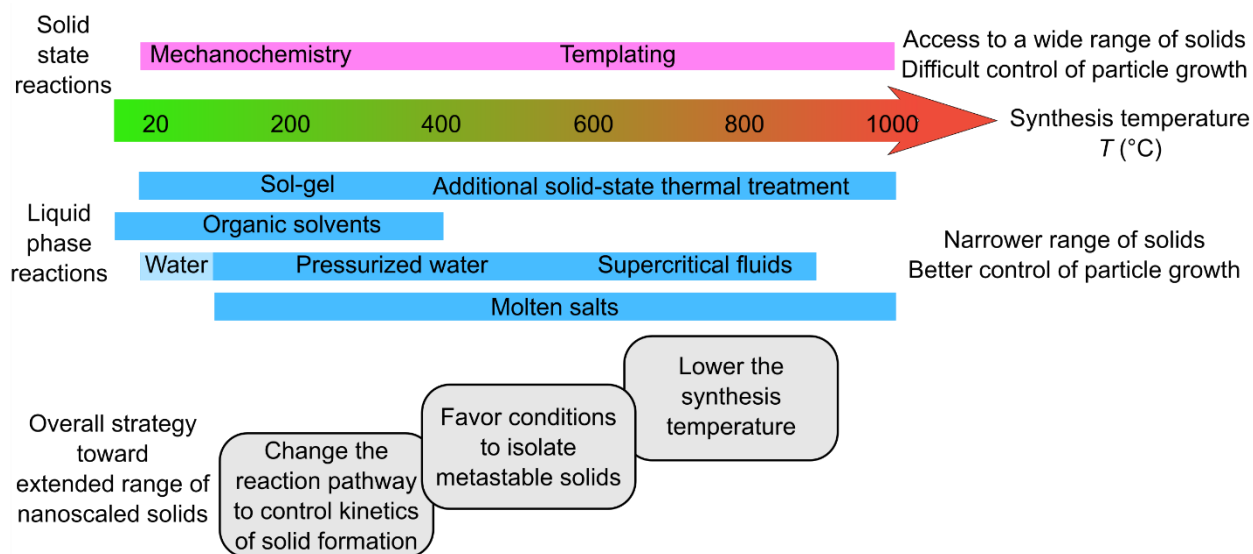 Solid
state
reactions
Mechanochemistry
Templating
Access to a wide range of solids
Difficult control of particle growth
20 200 400 600 800 1000
Synthesis temperature
T (°C)
Liquid
phase
reactions
Sol-gel
Additional solid-state thermal treatment
Organic solvents
Water
Pressurized water
Supercritical fluids
Molten salts
Narrower range of solids
Better control of particle growth
Overall strategy
toward
extended range of
nanoscaled solids
Change the
reaction pathway
to control kinetics
of solid formation
Favor conditions
to isolate
metastable solids
Lower the
synthesis
temperature